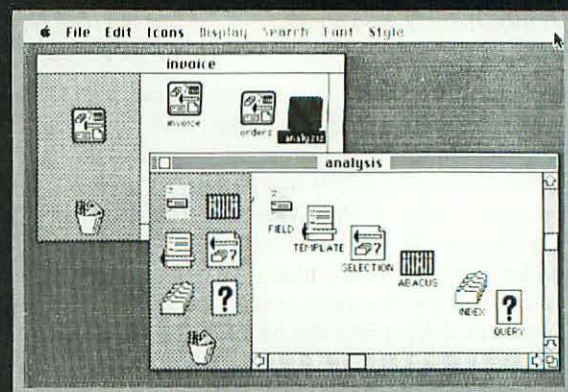 File Edit Icons Display Search Font Style
invoice
invoice
orders
analysis
analysis
FIELD
TEMPLATE
SELECTION
ABACUS
INDEX
QUERY
? ?